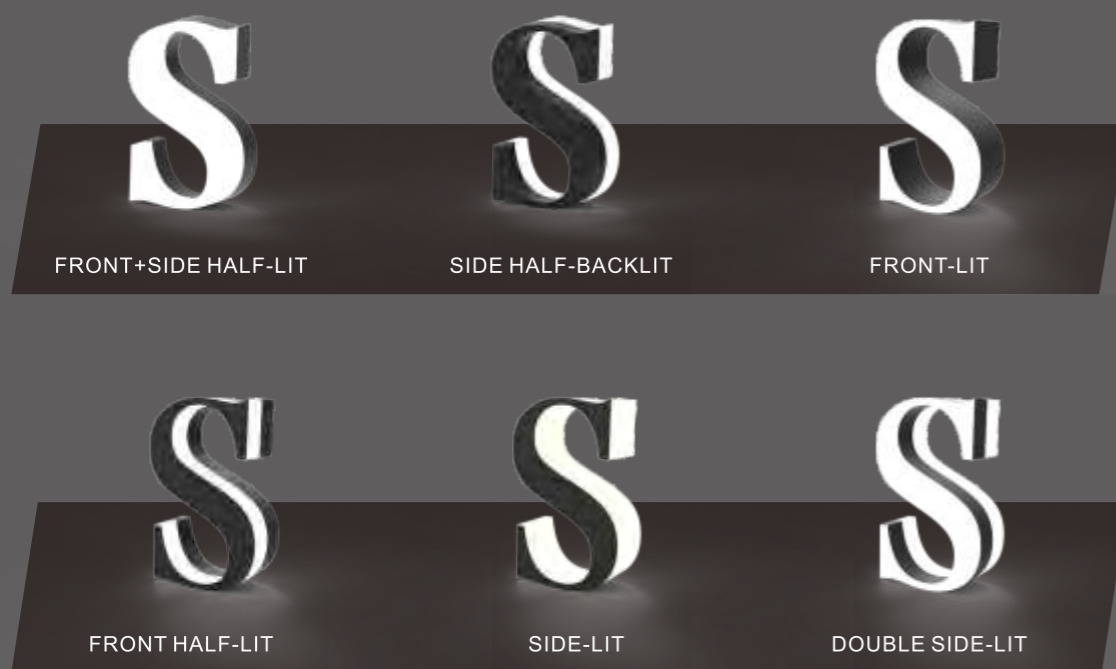 S
S
S
FRONT+SIDE HALF-LIT
SIDE HALF-BACKLIT
FRONT-LIT
S
S
S
FRONT HALF-LIT
SIDE-LIT
DOUBLE SIDE-LIT